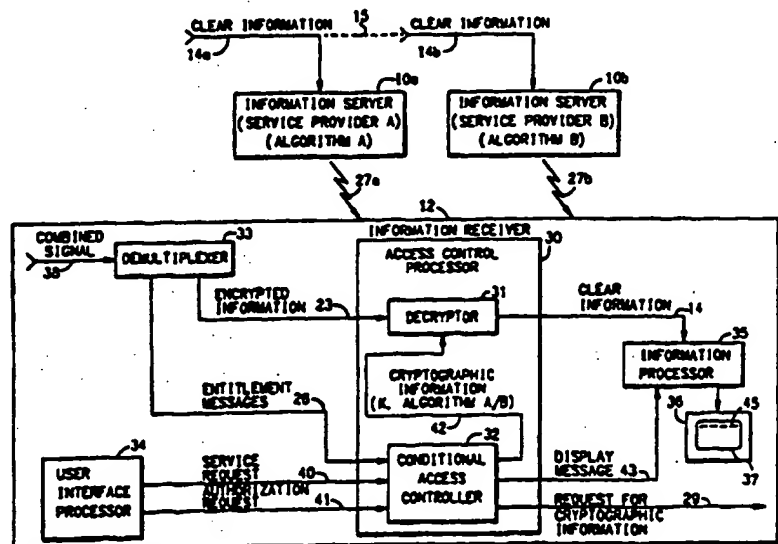 CLEAR INFORMATION
15
CLEAR INFORMATION
14a
14b
10a
10b
INFORMATION SERVER
(SERVICE PROVIDER A)
(ALGORITHM A)
INFORMATION SERVER
(SERVICE PROVIDER B)
(ALGORITHM B)
27a
27b
12
INFORMATION RECEIVER
COMBINED
SIGNAL
38
33
DEMULTIPLEXER
30
ACCESS CONTROL
PROCESSOR
ENCRYPTED
INFORMATION
23
31
DECRYPTOR
CLEAR
INFORMATION
14
35
INFORMATION
PROCESSOR
36
45
37
CRYPTOGRAPHIC
INFORMATION
(K, ALGORITHM A/B)
42
ENTITLEMENT
MESSAGES
32
CONDITIONAL
ACCESS
CONTROLLER
34
USER
INTERFACE
PROCESSOR
SERVICE
REQUEST
40
AUTHORIZATION
REQUEST
41
DISPLAY
MESSAGE
43
REQUEST FOR
CRYPTOGRAPHIC
INFORMATION
29